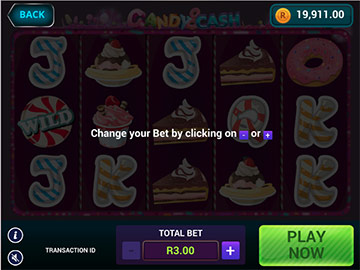 BACK
CANDY CASH
R 19,911.00
WILD
Change your Bet by clicking on - or +
J J
J K K K
TOTAL BET
- R3.00 +
TRANSACTION ID
PLAY
NOW